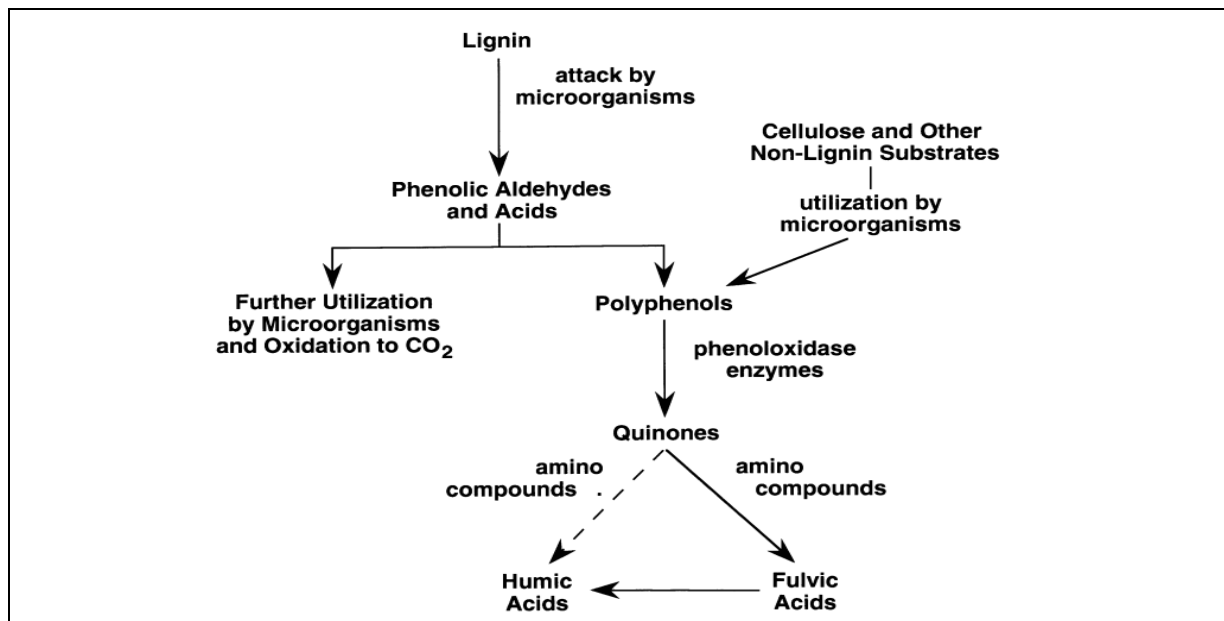 Lignin
attack by
microorganisms
Cellulose and Other
Non-Lignin Substrates
Phenolic Aldehydes
and Acids
utilization by
microorganisms
Further Utilization
by Microorganisms
and Oxidation to CO₂
Polyphenols
phenoloxidase
enzymes
Quinones
amino
compounds
amino
compounds
Humic
Acids
Fulvic
Acids